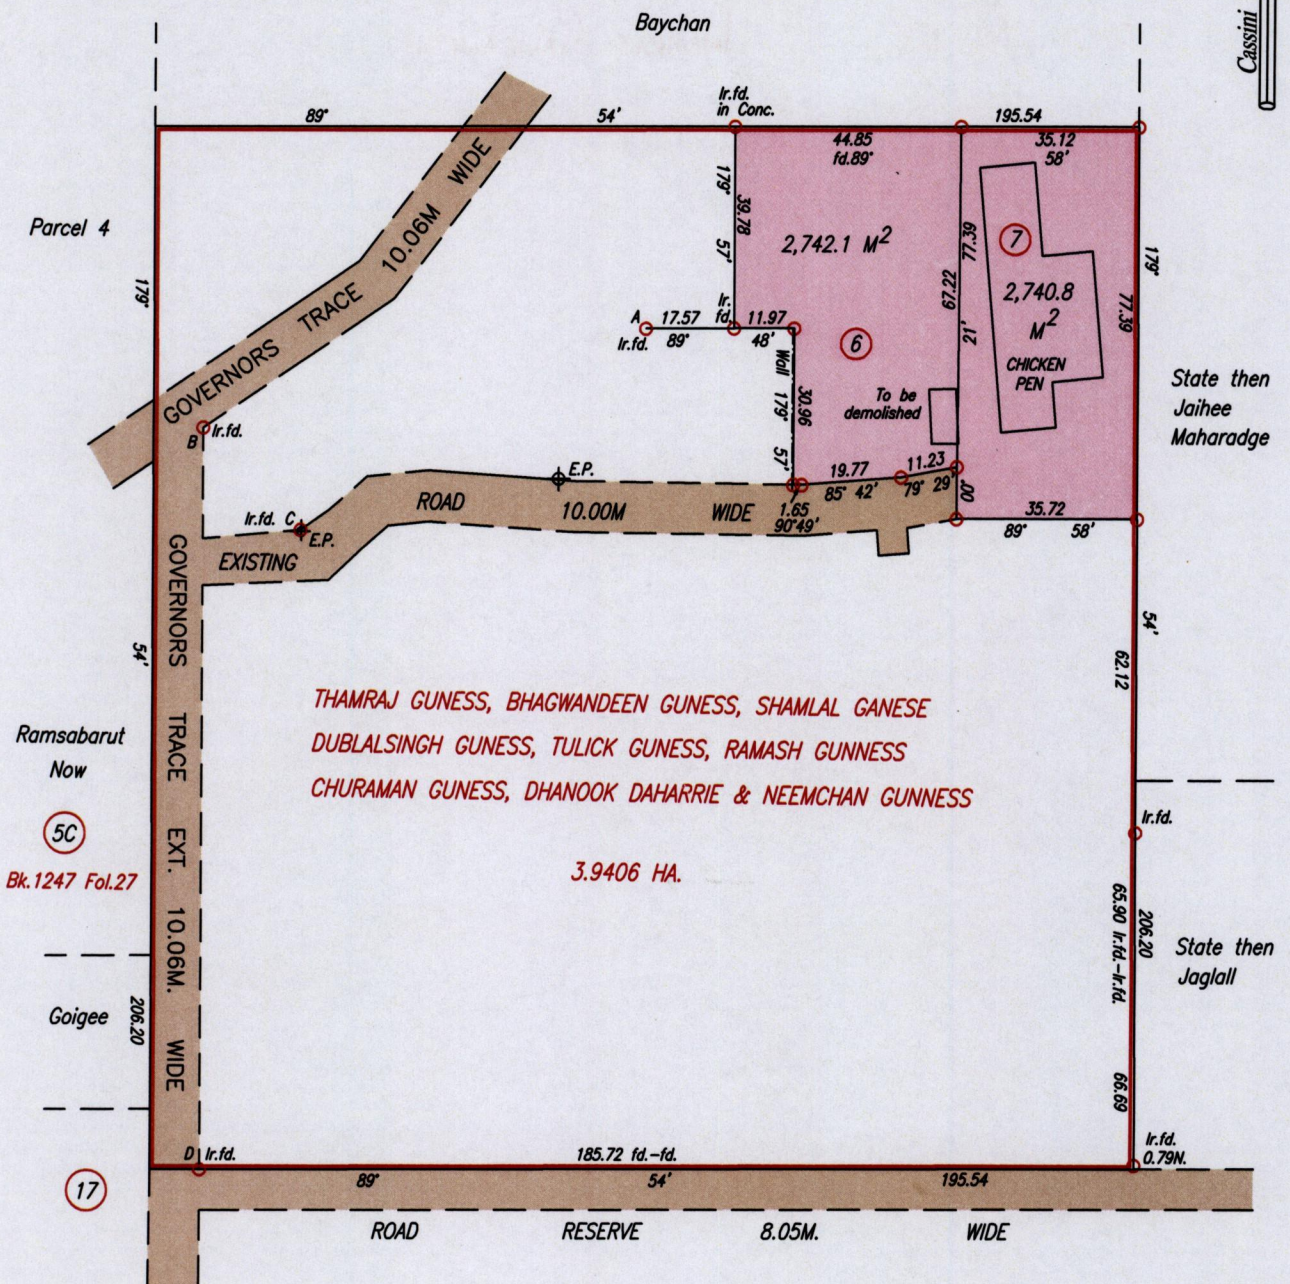 Baychan
Cassini
89° 54' 195.54
Ir.fd.
in Conc.
44.85
fd.89°
35.12
58'
Parcel 4
179°
GOVERNORS TRACE 10.06M WIDE
179° 57'
39.78
2,742.1 M2
77.39
67.22
21'
7
2,740.8
M2
CHICKEN
PEN
179°
77.39
A
Ir.fd.
17.57
89°
Ir.
fd.
11.97
48'
6
Wall 179° 57'
30.96
To be
demolished
State then
Jaihee
Maharadge
B Ir.fd.
E.P.
19.77
85° 42'
11.23
79° 29'
00'
1.65
90°49'
35.72
89° 58'
Ir.fd. C
E.P.
EXISTING ROAD 10.00M WIDE
54'
54'
62.12
GOVERNORS TRACE EXT. 10.06M. WIDE
THAMRAJ GUNESS, BHAGWANDEEN GUNESS, SHAMLAL GANESE
DUBLALSINGH GUNESS, TULICK GUNESS, RAMASH GUNNESS
CHURAMAN GUNESS, DHANOOK DAHARRIE & NEEMCHAN GUNNESS
3.9406 HA.
Ramsabarut
Now
5C
Bk.1247 Fol.27
Ir.fd.
65.90 Ir.fd.-Ir.fd.
206.20
State then
Jaglall
Goigee
206.20
66.69
D Ir.fd.
185.72 fd.-fd.
Ir.fd.
0.79N.
17
89° 54' 195.54
ROAD RESERVE 8.05M. WIDE